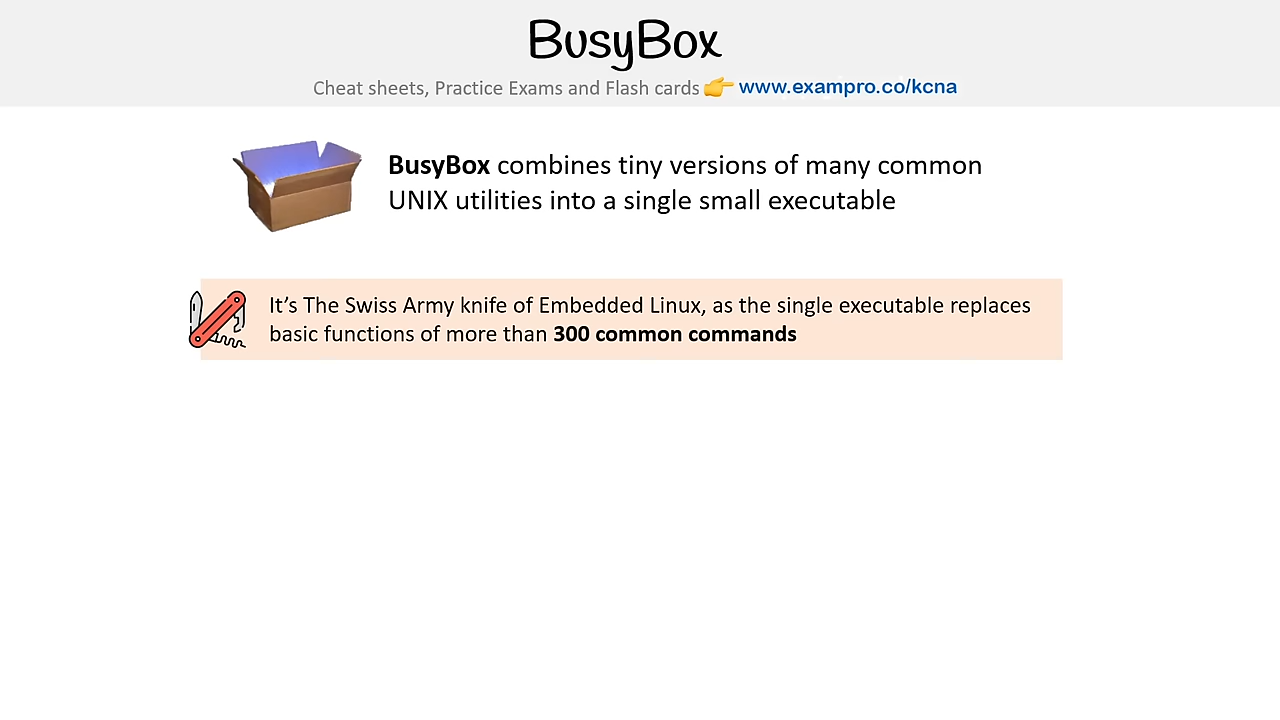 BusyBox
Cheat sheets, Practice Exams and Flash cards 👉 www.exampro.co/kcna
BusyBox combines tiny versions of many common
UNIX utilities into a single small executable
It’s The Swiss Army knife of Embedded Linux, as the single executable replaces
basic functions of more than 300 common commands